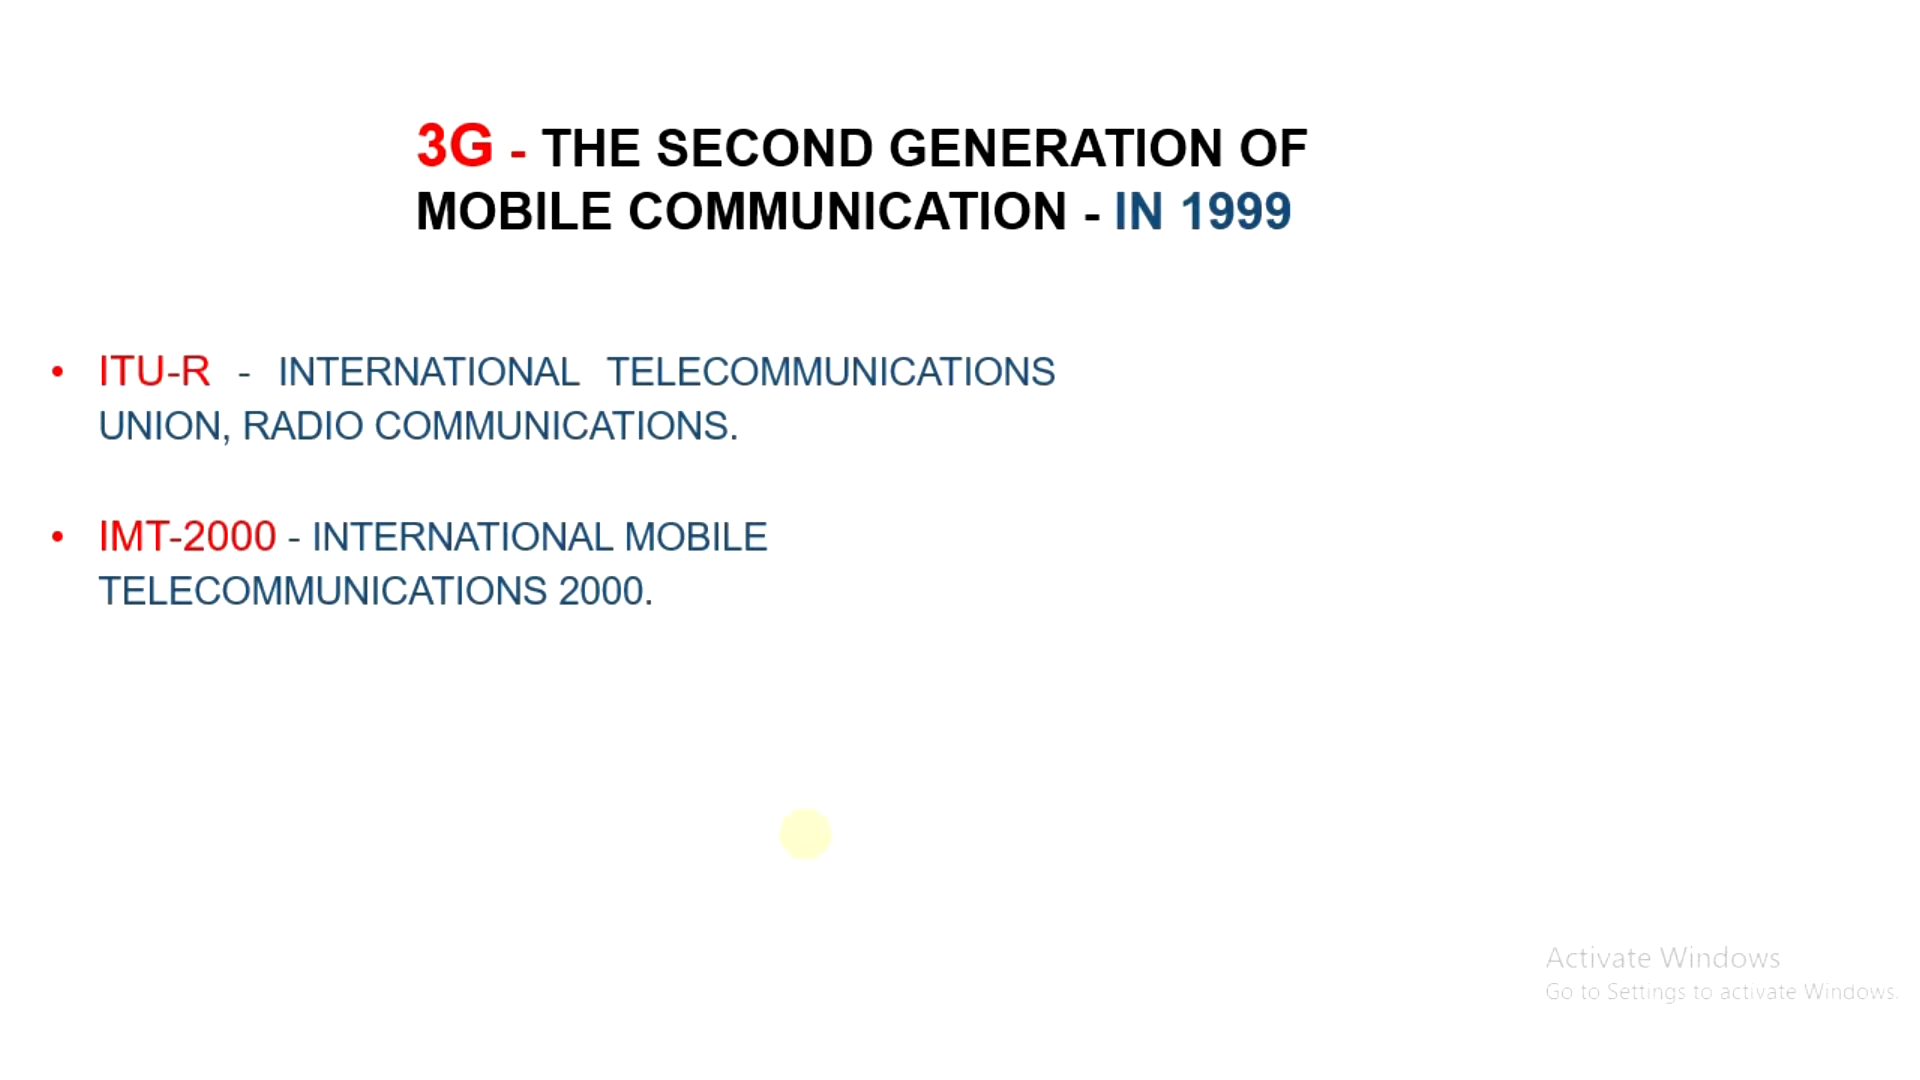 3G - THE SECOND GENERATION OF
MOBILE COMMUNICATION - IN 1999
• ITU-R - INTERNATIONAL TELECOMMUNICATIONS
UNION, RADIO COMMUNICATIONS.
• IMT-2000 - INTERNATIONAL MOBILE
TELECOMMUNICATIONS 2000.
Activate Windows
Go to Settings to activate Windows.